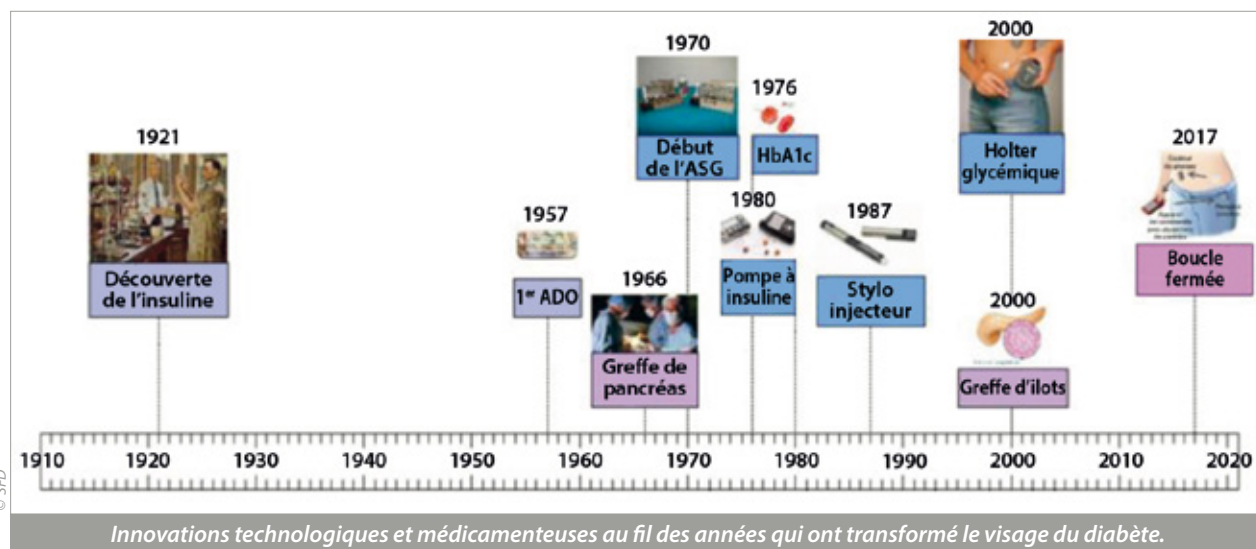 1921
Découverte
de l'insuline
1957
1er ADO
1966
Greffe de
pancréas
1970
Début
de l'ASG
1976
HbA1c
1980
Pompe à
insuline
1987
Stylo
injecteur
2000
Holter
glycémique
2000
Greffe d'ilots
2017
Boucle
fermée
1910 1920 1930 1940 1950 1960 1970 1980 1990 2000 2010 2020
© SFD
Innovations technologiques et médicamenteuses au fil des années qui ont transformé le visage du diabète.